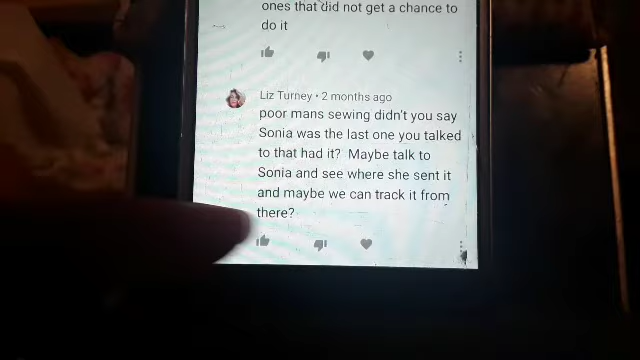 ones that did not get a chance to
do it
Liz Turney • 2 months ago
poor mans sewing didn't you say
Sonia was the last one you talked
to that had it? Maybe talk to
Sonia and see where she sent it
and maybe we can track it from
there?